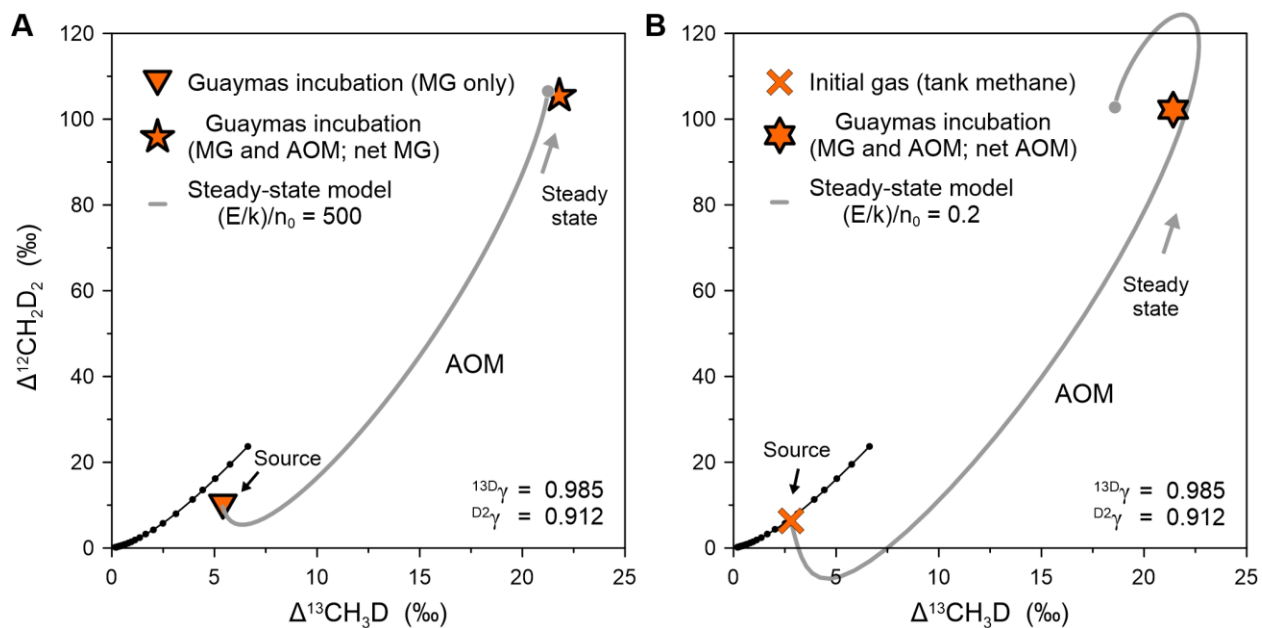 A
Δ¹²CH₂D₂ (‰)
120
100
80
60
40
20
0
Guaymas incubation (MG only)
Guaymas incubation
(MG and AOM; net MG)
Steady-state model
(E/k)/n₀ = 500
Steady
state
AOM
Source
¹³ᴰγ = 0.985
ᴰ²γ = 0.912
0 5 10 15 20 25
Δ¹³CH₃D (‰)
B
120
100
80
60
40
20
0
Initial gas (tank methane)
Guaymas incubation
(MG and AOM; net AOM)
Steady-state model
(E/k)/n₀ = 0.2
Steady
state
AOM
Source
¹³ᴰγ = 0.985
ᴰ²γ = 0.912
0 5 10 15 20 25
Δ¹³CH₃D (‰)